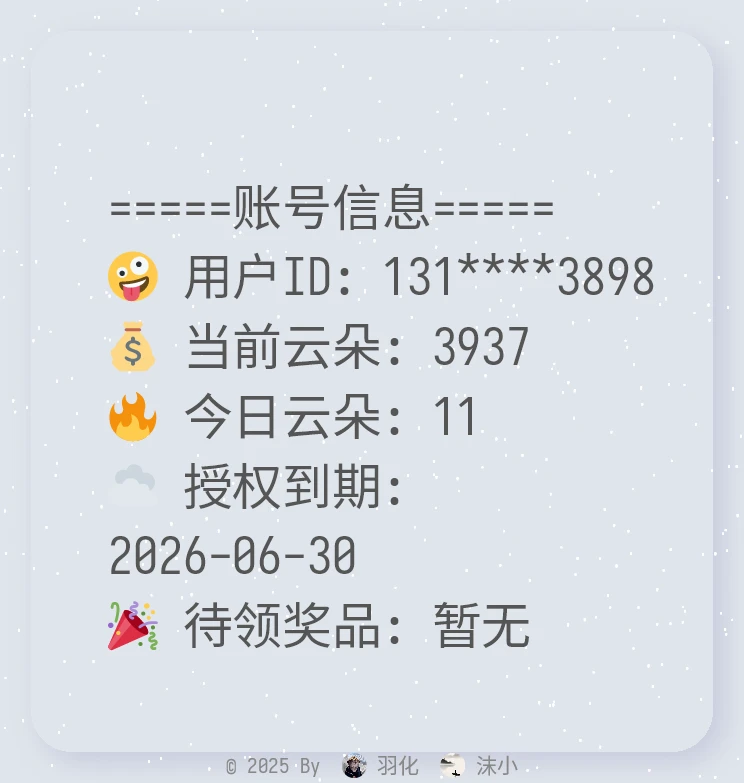 =====账号信息=====
🤪 用户ID: 131****3898
💰 当前云朵: 3937
🔥 今日云朵: 11
☁️ 授权到期:
2026-06-30
🎉 待领奖品: 暂无
© 2025 By 羽化 沫小